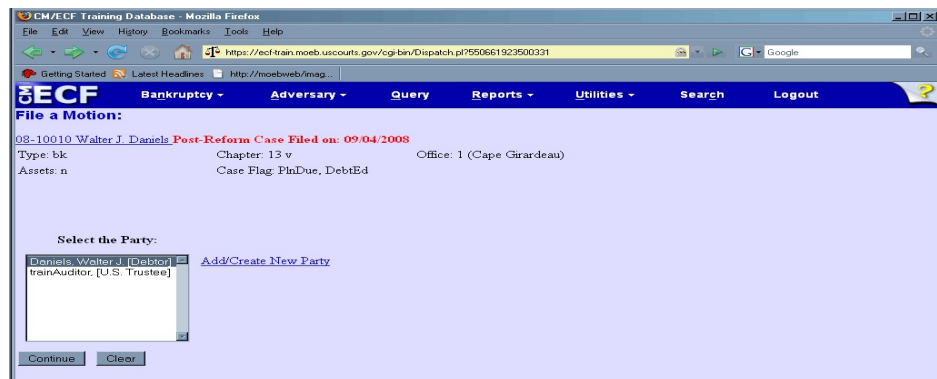 CM/ECF Training Database - Mozilla Firefox
File Edit View History Bookmarks Tools Help
https://ecf-train.moeb.uscourts.gov/cgi-bin/Dispatch.pl?550661923500331
G Google
Getting Started Latest Headlines http://moebweb/imag...
CM ECF Bankruptcy Adversary Query Reports Utilities Search Logout ?
File a Motion:
08-10010 Walter J. Daniels Post-Reform Case Filed on: 09/04/2008
Type: bk Chapter: 13 v Office: 1 (Cape Girardeau)
Assets: n Case Flag: PlnDue, DebtEd
Select the Party:
Daniels, Walter J. [Debtor] Add/Create New Party
trainAuditor, [U.S. Trustee]
Continue Clear